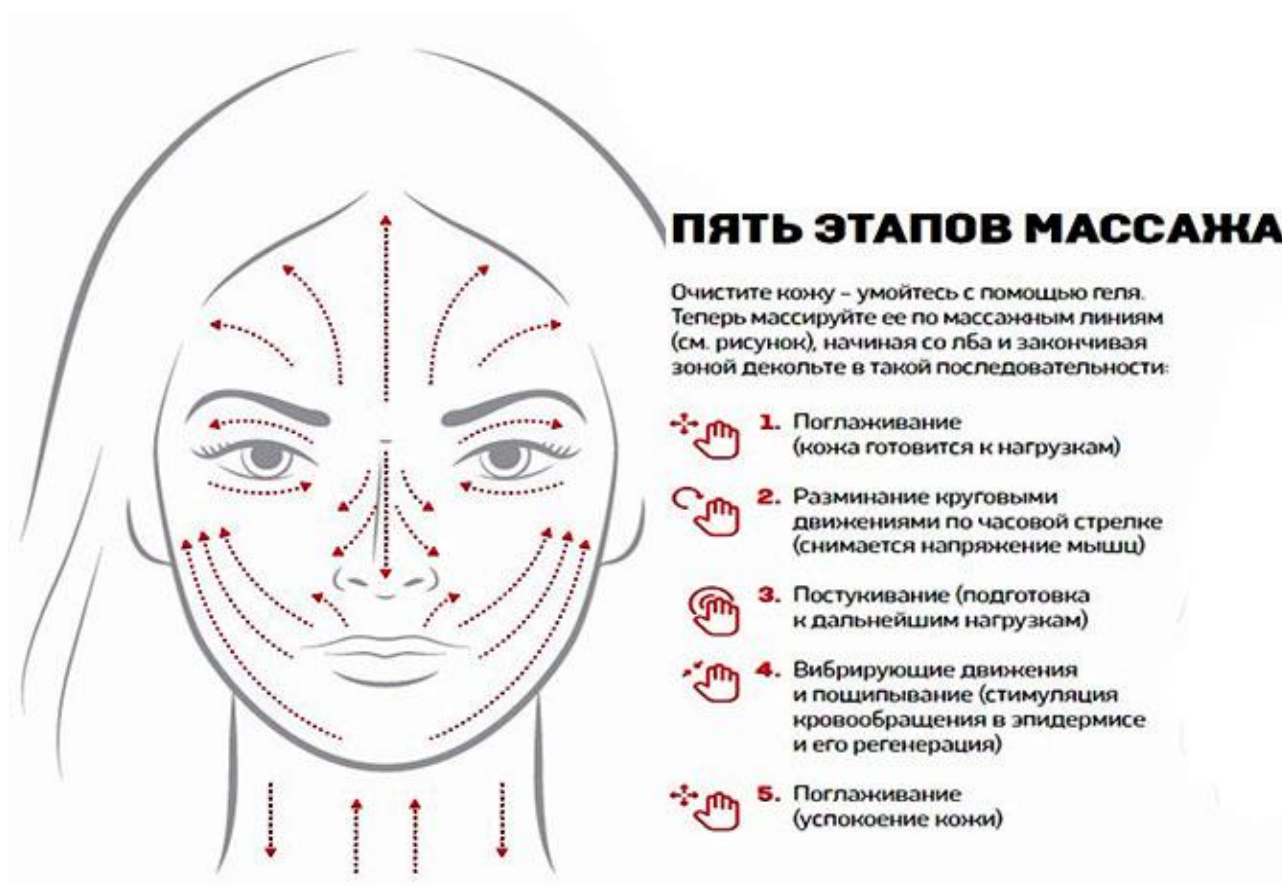 ПЯТЬ ЭТАПОВ МАССАЖА
Очистите кожу – умойтесь с помощью геля.
Теперь массируйте ее по массажным линиям
(см. рисунок), начиная со лба и заканчивая
зоной декольте в такой последовательности:
1. Поглаживание
(кожа готовится к нагрузкам)
2. Разминание круговыми
движениями по часовой стрелке
(снимается напряжение мышц)
3. Постукивание (подготовка
к дальнейшим нагрузкам)
4. Вибрирующие движения
и пощипывание (стимуляция
кровообращения в эпидермисе
и его регенерация)
5. Поглаживание
(успокоение кожи)